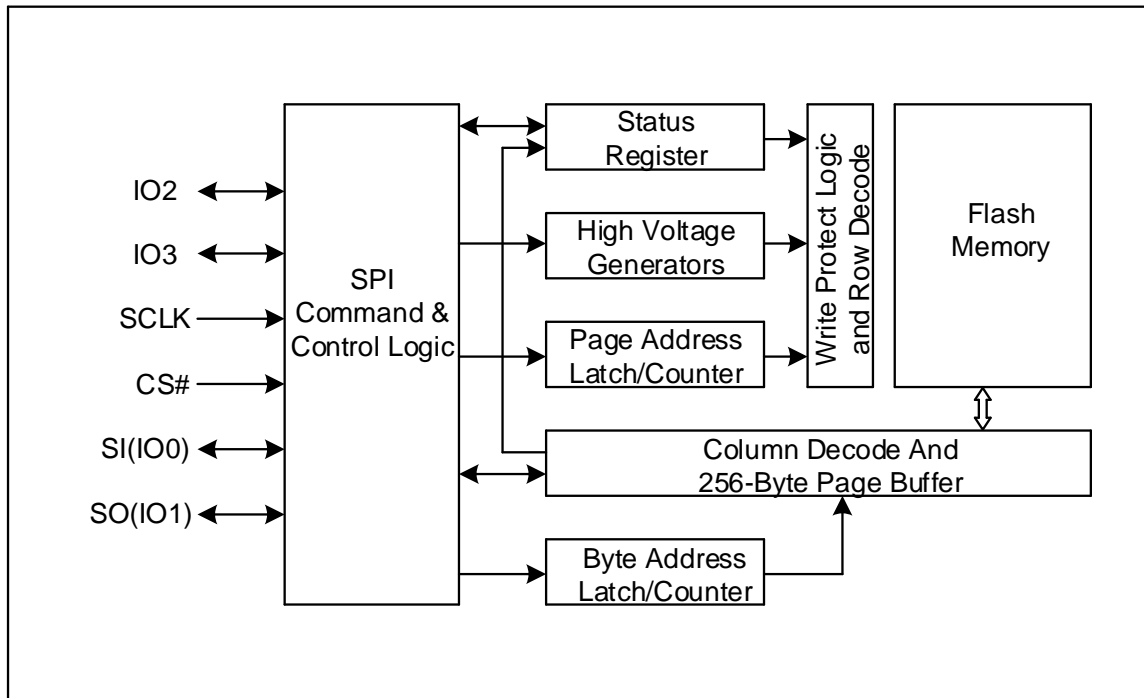 IO2
IO3
SCLK
CS#
SI(IO0)
SO(IO1)
SPI
Command &
Control Logic
Status
Register
High Voltage
Generators
Page Address
Latch/Counter
Write Protect Logic
and Row Decode
Flash
Memory
Column Decode And
256-Byte Page Buffer
Byte Address
Latch/Counter